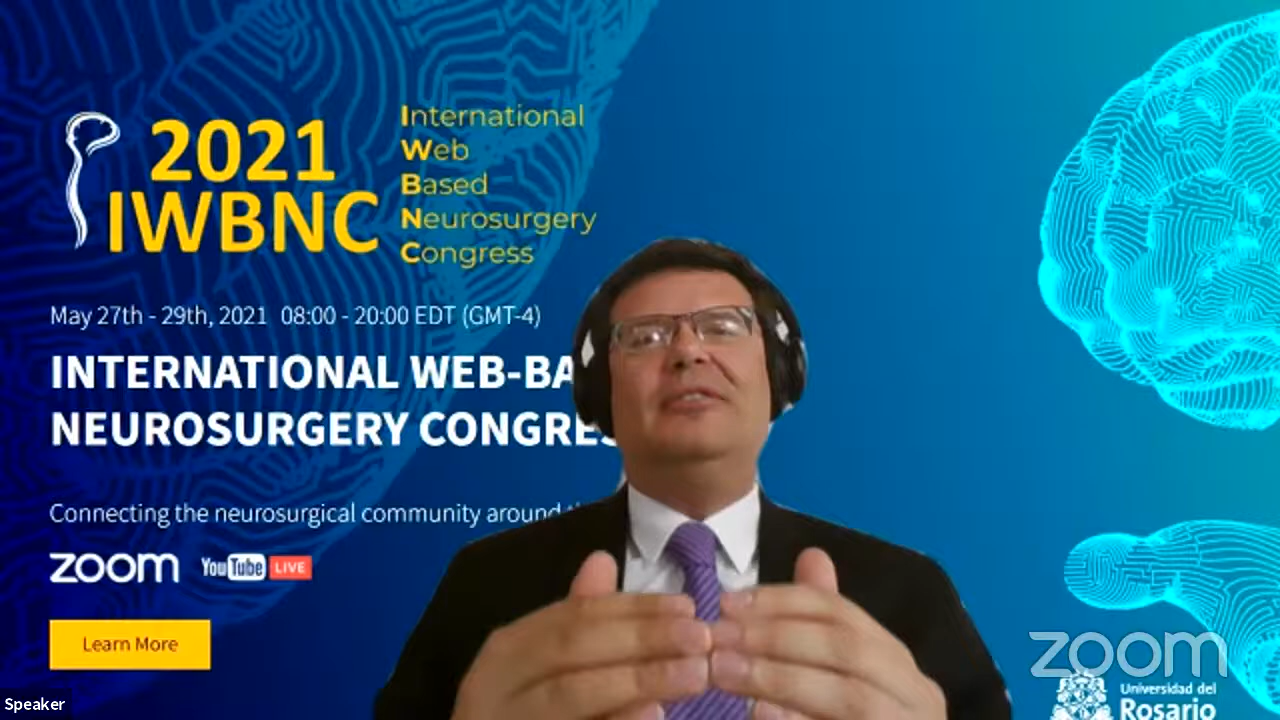 2021
IWBNC
International
Web
Based
Neurosurgery
Congress
May 27th - 29th, 2021 08:00 - 20:00 EDT (GMT-4)
INTERNATIONAL WEB-BA
NEUROSURGERY CONGRES
Connecting the neurosurgical community around
zoom
YouTube LIVE
Learn More
Speaker
zoom
Universidad del
Rosario